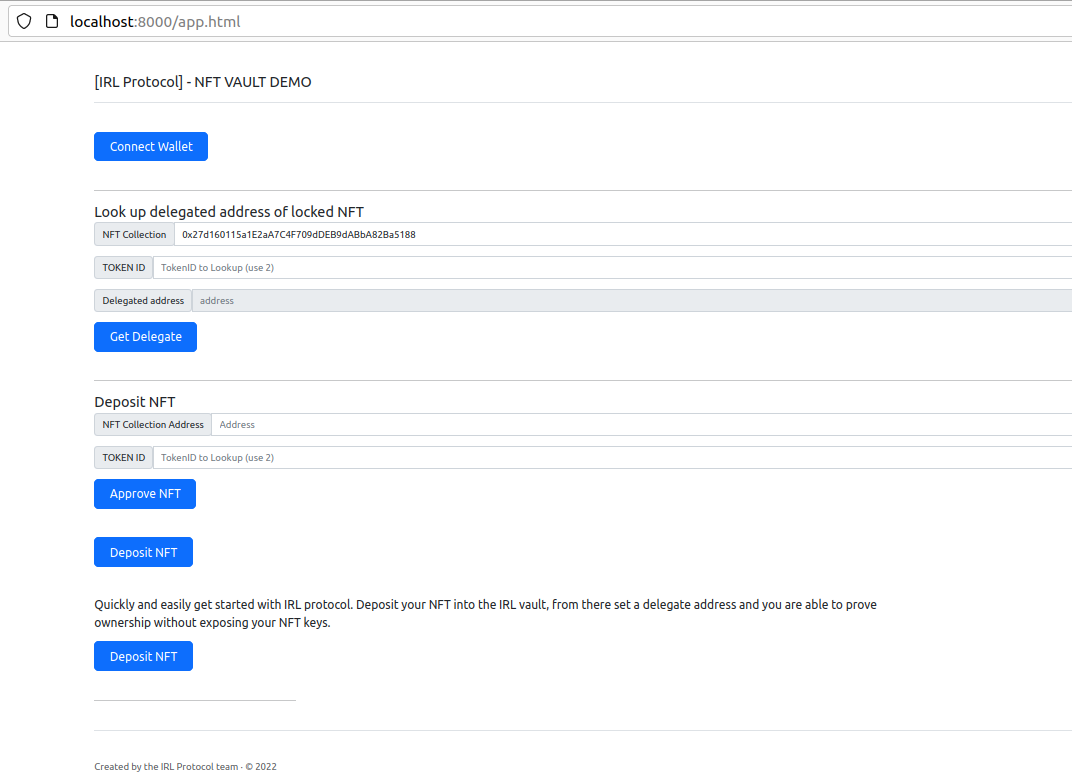 localhost:8000/app.html
[IRL Protocol] - NFT VAULT DEMO
Connect Wallet
Look up delegated address of locked NFT
NFT Collection 0x27d160115a1E2aA7C4F709dDEB9dABbA82Ba5188
TOKEN ID TokenID to Lookup (use 2)
Delegated address address
Get Delegate
Deposit NFT
NFT Collection Address Address
TOKEN ID TokenID to Lookup (use 2)
Approve NFT
Deposit NFT
Quickly and easily get started with IRL protocol. Deposit your NFT into the IRL vault, from there set a delegate address and you are able to prove
ownership without exposing your NFT keys.
Deposit NFT
Created by the IRL Protocol team · © 2022